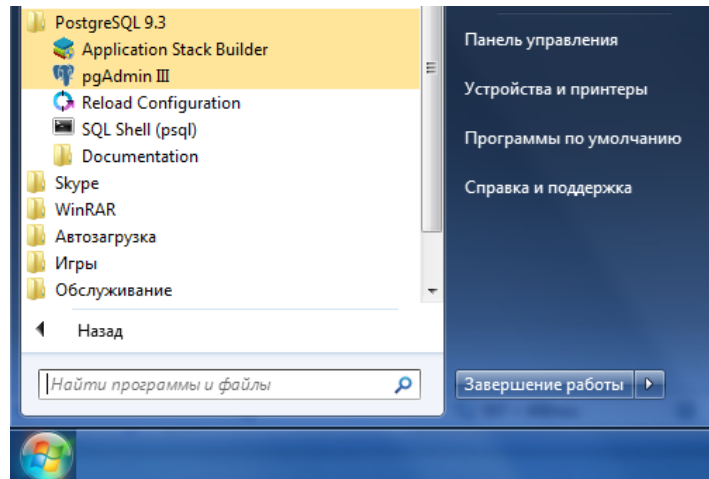 PostgreSQL 9.3
Application Stack Builder
pgAdmin III
Reload Configuration
SQL Shell (psql)
Documentation
Skype
WinRAR
Автозагрузка
Игры
Обслуживание
Назад
Найти программы и файлы
Панель управления
Устройства и принтеры
Программы по умолчанию
Справка и поддержка
Завершение работы